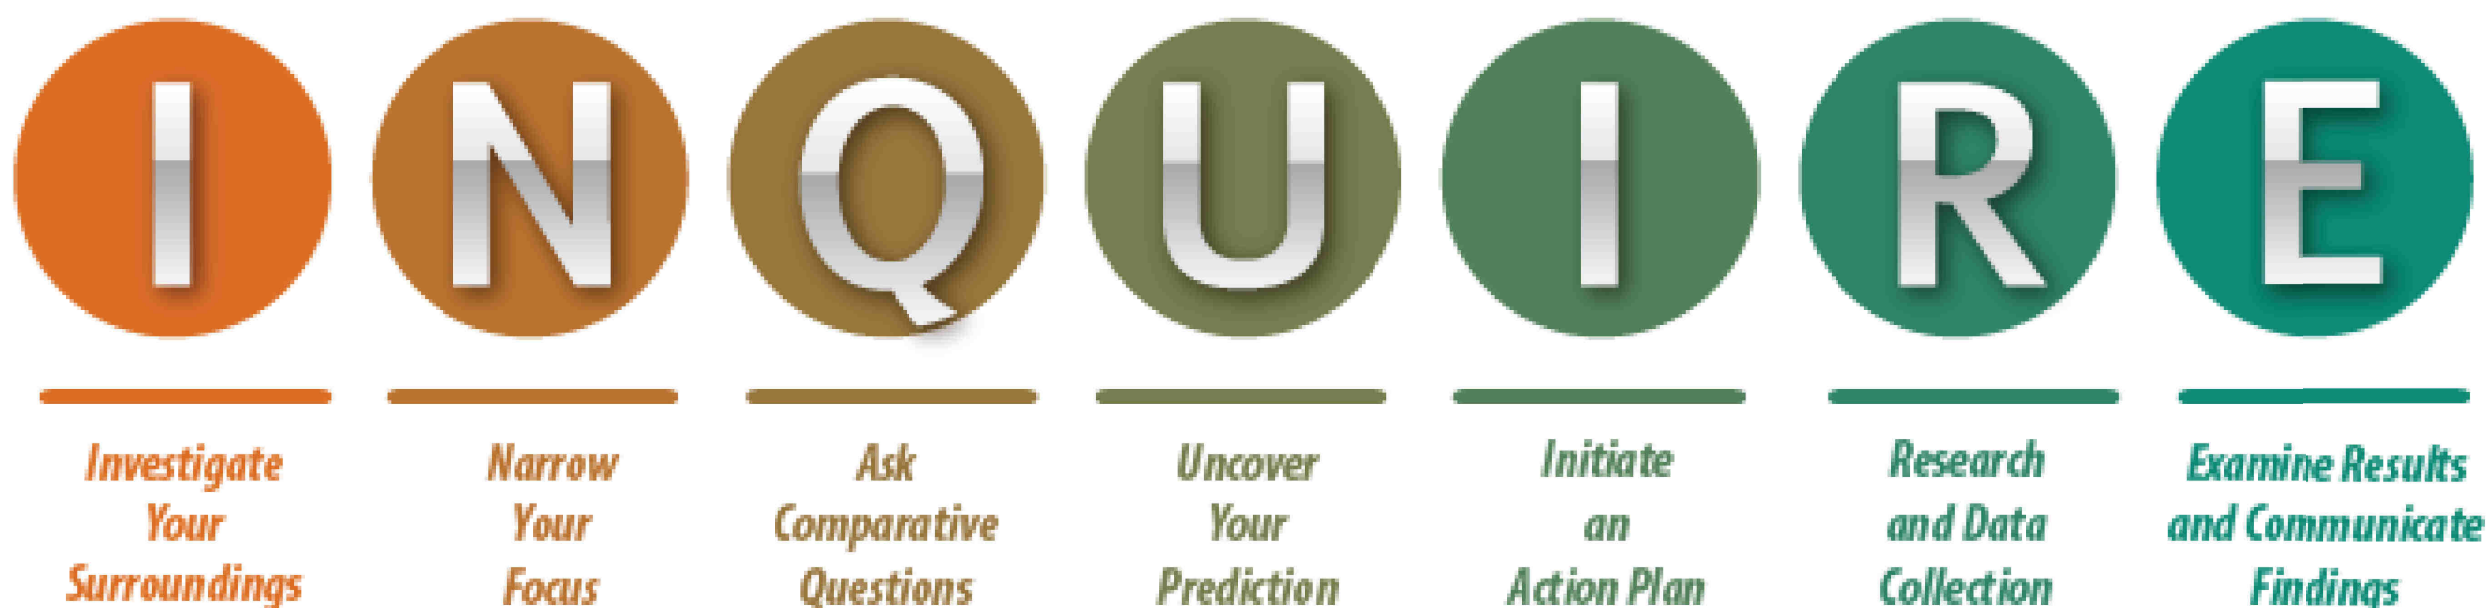 I N Q U I R E
Investigate
Your
Surroundings
Narrow
Your
Focus
Ask
Comparative
Questions
Uncover
Your
Prediction
Initiate
an
Action Plan
Research
and Data
Collection
Examine Results
and Communicate
Findings